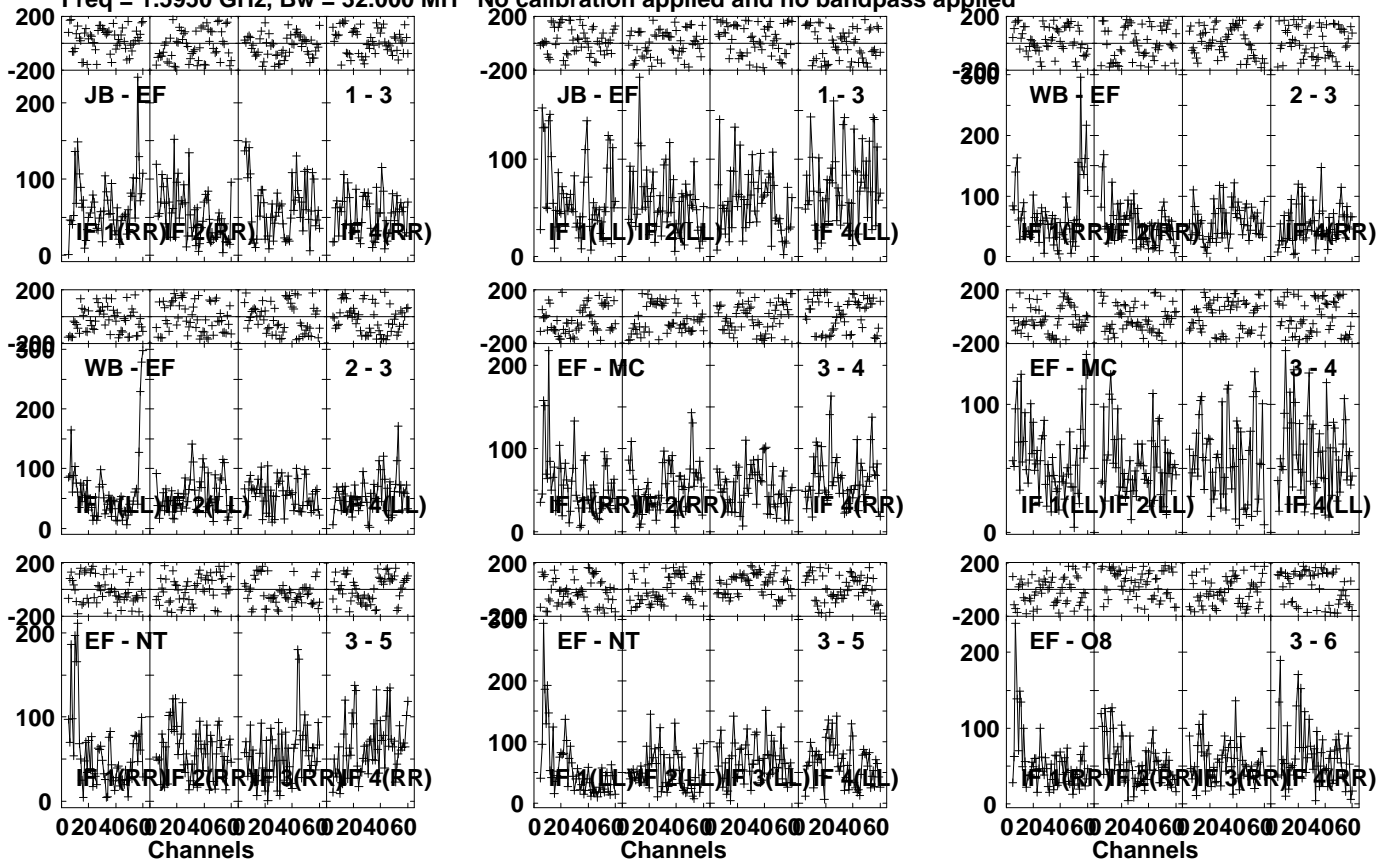 Freq = 1.5950 GHz, Bw = 32.000 MH No calibration applied and no bandpass applied
200
-200
200
100
0
JB - EF
1 - 3
IF 1(RR)
IF 2(RR)
IF 4(RR)
200
-200
100
0
JB - EF
1 - 3
IF 1(LL)
IF 2(LL)
IF 4(LL)
200
-200
300
200
100
0
WB - EF
2 - 3
IF 1(RR)
IF 2(RR)
IF 4(RR)
200
-200
300
200
100
0
WB - EF
2 - 3
IF 1(LL)
IF 2(LL)
IF 4(LL)
200
-200
200
100
0
EF - MC
3 - 4
IF 1(RR)
IF 2(RR)
IF 4(RR)
200
-200
100
0
EF - MC
3 - 4
IF 1(LL)
IF 2(LL)
IF 4(LL)
200
-200
200
100
0
EF - NT
3 - 5
IF 1(RR)
IF 2(RR)
IF 3(RR)
IF 4(RR)
0 20 40 60 0 20 40 60 0 20 40 60 0 20 40 60
Channels
200
-200
300
200
100
0
EF - NT
3 - 5
IF 1(LL)
IF 2(LL)
IF 3(LL)
IF 4(LL)
0 20 40 60 0 20 40 60 0 20 40 60 0 20 40 60
Channels
200
-200
200
100
0
EF - O8
3 - 6
IF 1(RR)
IF 2(RR)
IF 3(RR)
IF 4(RR)
0 20 40 60 0 20 40 60 0 20 40 60 0 20 40 60
Channels